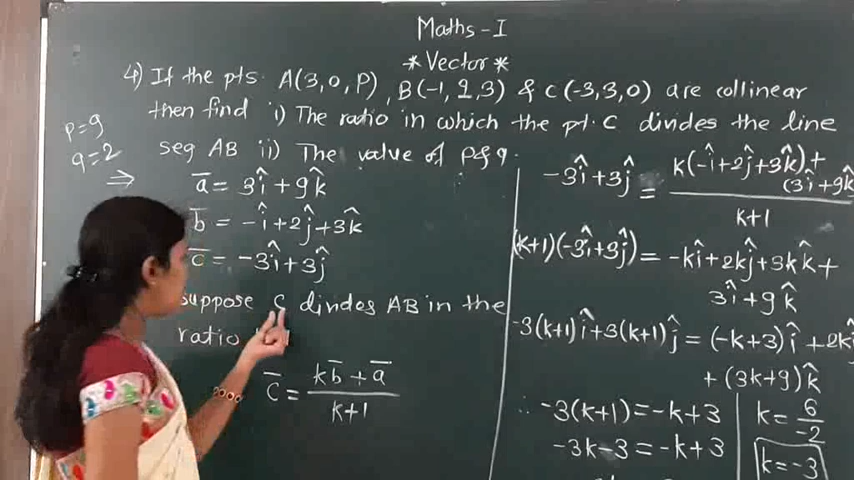 Maths - I
* Vector *
4) If the pts. A(3,0,P), B(-1,2,3) & C(-3,3,0) are collinear
then find i) The ratio in which the pt. C divides the line
seg AB ii) The value of P & q.
P=9
q=2
⇒ a̅ = 3î + 9k̂
b̅ = -î + 2ĵ + 3k̂
c̅ = -3î + 3ĵ
Suppose C divides AB in the
ratio
c̅ = (kb̅ + a̅) / (k+1)
-3î + 3ĵ = (k(-î + 2ĵ + 3k̂) + (3î + 9k̂)) / (k+1)
(k+1)(-3î + 3ĵ) = -kî + 2kĵ + 3kk̂ +
3î + 9k̂
-3(k+1)î + 3(k+1)ĵ = (-k+3)î + 2kĵ
+ (3k+9)k̂
∴ -3(k+1) = -k+3
-3k-3 = -k+3
k = 6/-2
k = -3